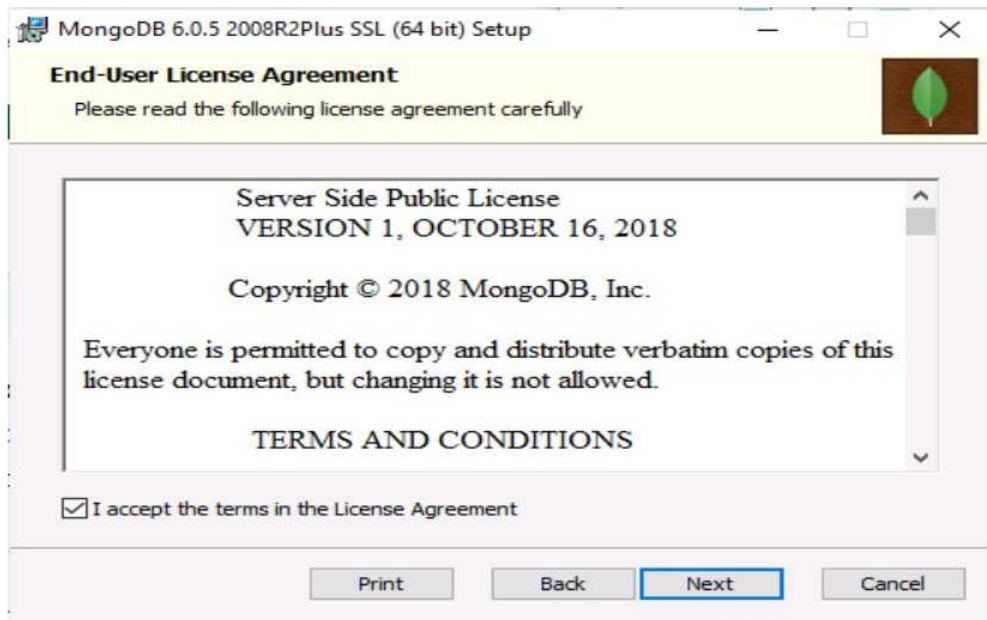 MongoDB 6.0.5 2008R2Plus SSL (64 bit) Setup
End-User License Agreement
Please read the following license agreement carefully
Server Side Public License
VERSION 1, OCTOBER 16, 2018
Copyright © 2018 MongoDB, Inc.
Everyone is permitted to copy and distribute verbatim copies of this
license document, but changing it is not allowed.
TERMS AND CONDITIONS
I accept the terms in the License Agreement
Print Back Next Cancel